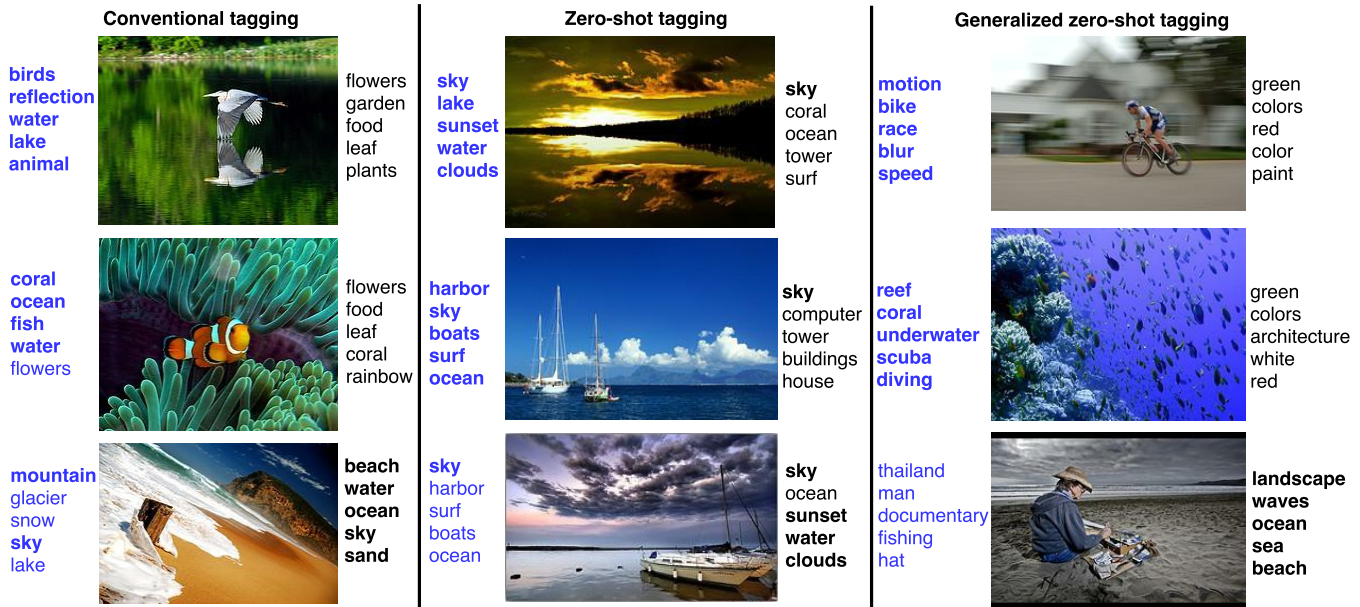 Conventional tagging
birds
reflection
water
lake
animal
flowers
garden
food
leaf
plants
coral
ocean
fish
water
flowers
flowers
food
leaf
coral
rainbow
mountain
glacier
snow
sky
lake
beach
water
ocean
sky
sand
Zero-shot tagging
sky
lake
sunset
water
clouds
sky
coral
ocean
tower
surf
harbor
sky
boats
surf
ocean
sky
computer
tower
buildings
house
sky
harbor
surf
boats
ocean
sky
ocean
sunset
water
clouds
Generalized zero-shot tagging
motion
bike
race
blur
speed
green
colors
red
color
paint
reef
coral
underwater
scuba
diving
green
colors
architecture
white
red
thailand
man
documentary
fishing
hat
landscape
waves
ocean
sea
beach